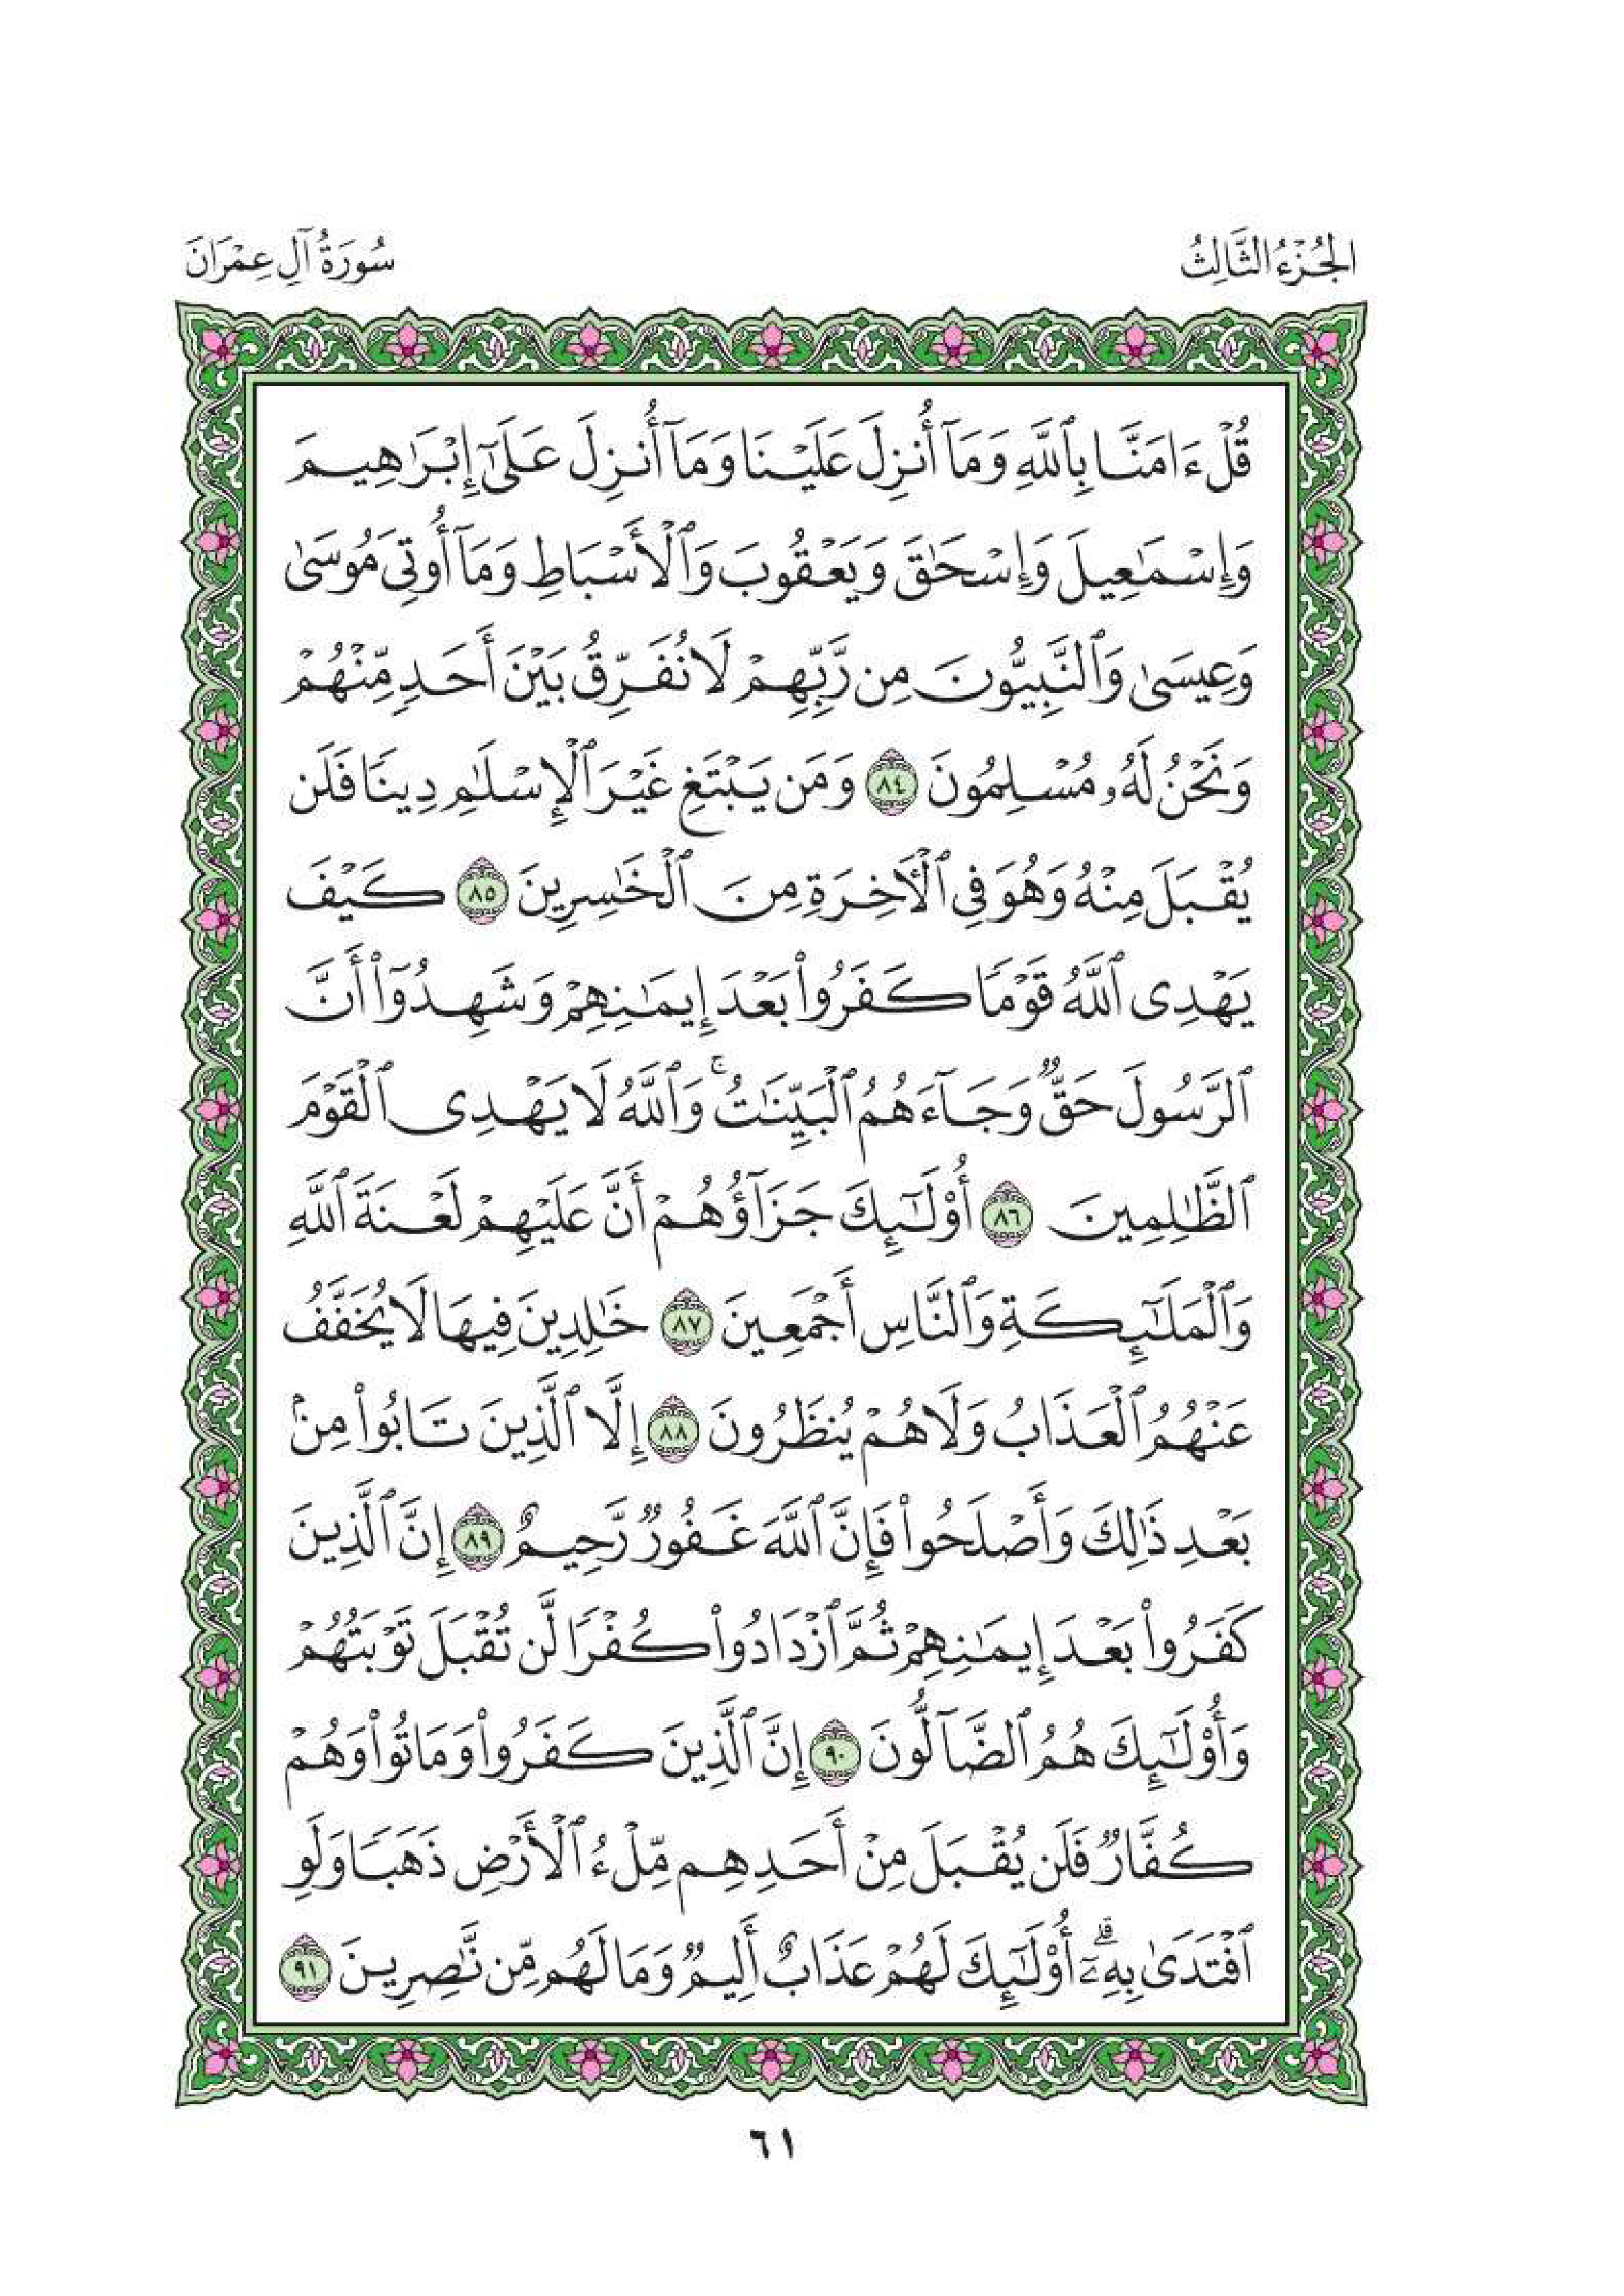 الجُزْءُ الثَّالِثُ
سُورَةُ آلِ عِمْرَانَ
قُلْ ءَامَنَّا بِٱللَّهِ وَمَآ أُنزِلَ عَلَيْنَا وَمَآ أُنزِلَ عَلَىٰٓ إِبْرَٰهِيمَ
وَإِسْمَٰعِيلَ وَإِسْحَٰقَ وَيَعْقُوبَ وَٱلْأَسْبَاطِ وَمَآ أُوتِىَ مُوسَىٰ
وَعِيسَىٰ وَٱلنَّبِيُّونَ مِن رَّبِّهِمْ لَا نُفَرِّقُ بَيْنَ أَحَدٍ مِّنْهُمْ
وَنَحْنُ لَهُۥ مُسْلِمُونَ ٨٤ وَمَن يَبْتَغِ غَيْرَ ٱلْإِسْلَٰمِ دِينًا فَلَن
يُقْبَلَ مِنْهُ وَهُوَ فِى ٱلْأَخِرَةِ مِنَ ٱلْخَٰسِرِينَ ٨٥ كَيْفَ
يَهْدِى ٱللَّهُ قَوْمًا كَفَرُوا۟ بَعْدَ إِيمَٰنِهِمْ وَشَهِدُوٓا۟ أَنَّ
ٱلرَّسُولَ حَقٌّ وَجَآءَهُمُ ٱلْبَيِّنَٰتُ ۚ وَٱللَّهُ لَا يَهْدِى ٱلْقَوْمَ
ٱلظَّٰلِمِينَ ٨٦ أُو۟لَٰٓئِكَ جَزَآؤُهُمْ أَنَّ عَلَيْهِمْ لَعْنَةَ ٱللَّهِ
وَٱلْمَلَٰٓئِكَةِ وَٱلنَّاسِ أَجْمَعِينَ ٨٧ خَٰلِدِينَ فِيهَا لَا يُخَفَّفُ
عَنْهُمُ ٱلْعَذَابُ وَلَا هُمْ يُنظَرُونَ ٨٨ إِلَّا ٱلَّذِينَ تَابُوا۟ مِنۢ
بَعْدِ ذَٰلِكَ وَأَصْلَحُوا۟ فَإِنَّ ٱللَّهَ غَفُورٌ رَّحِيمٌ ٨٩ إِنَّ ٱلَّذِينَ
كَفَرُوا۟ بَعْدَ إِيمَٰنِهِمْ ثُمَّ ٱزْدَادُوا۟ كُفْرًا لَّن تُقْبَلَ تَوْبَتُهُمْ
وَأُو۟لَٰٓئِكَ هُمُ ٱلضَّآلُّونَ ٩٠ إِنَّ ٱلَّذِينَ كَفَرُوا۟ وَمَاتُوا۟ وَهُمْ
كُفَّارٌ فَلَن يُقْبَلَ مِنْ أَحَدِهِم مِّلْءُ ٱلْأَرْضِ ذَهَبًا وَلَوِ
ٱفْتَدَىٰ بِهِۦٓ ۗ أُو۟لَٰٓئِكَ لَهُمْ عَذَابٌ أَلِيمٌ وَمَا لَهُم مِّن نَّٰصِرِينَ ٩١
٦١